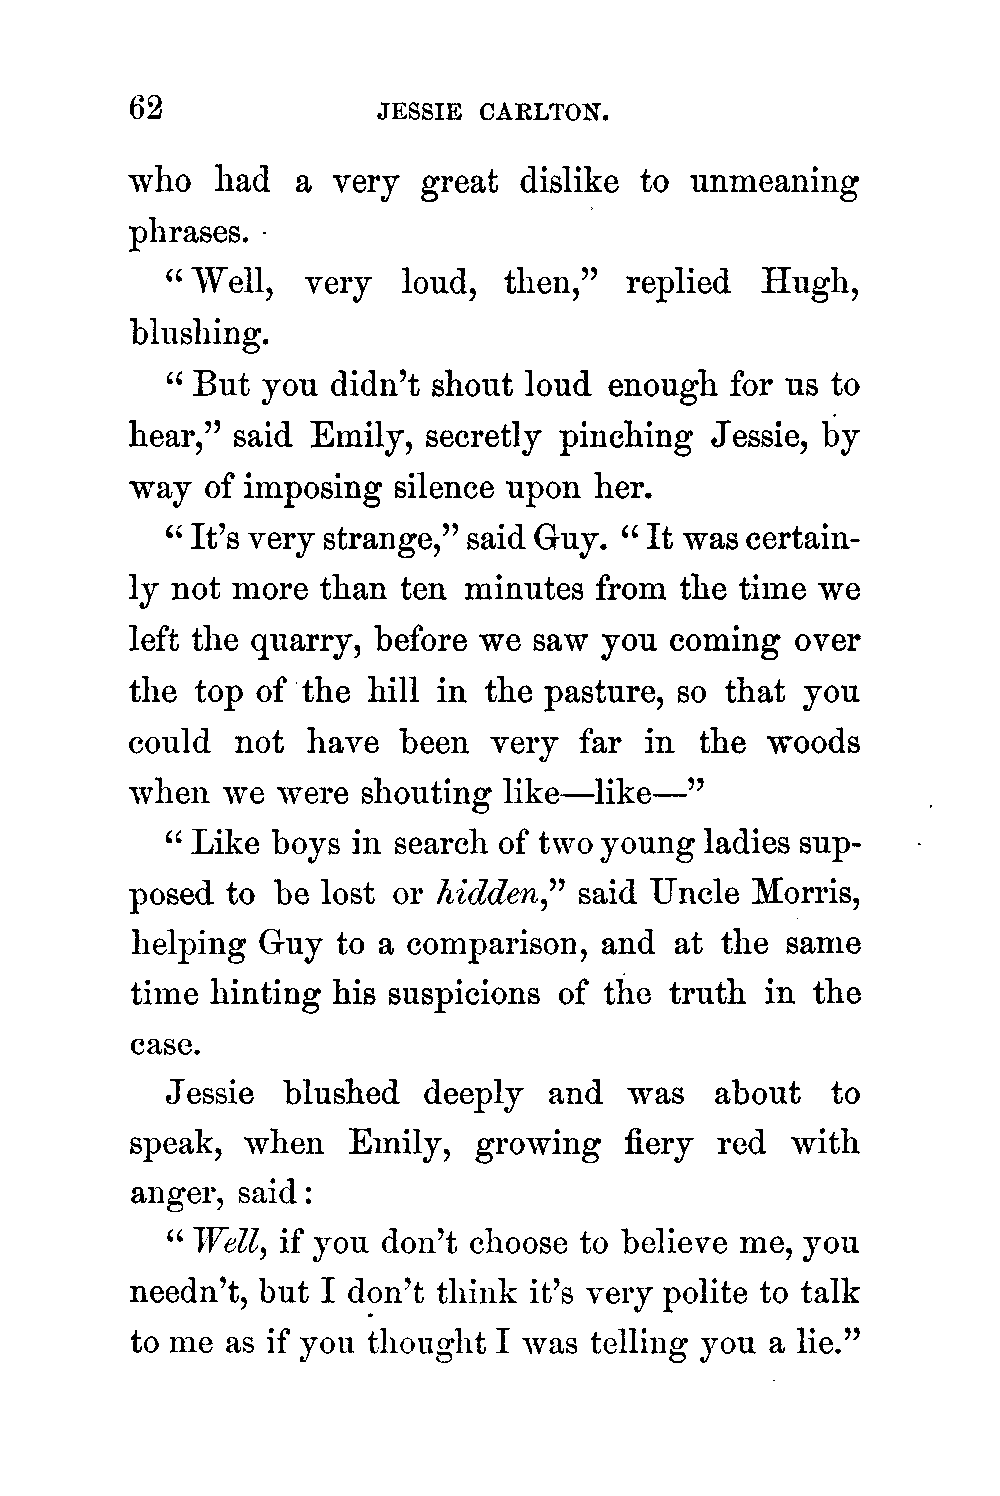 62 JESSIE CARLTON.
who had a very great dislike to unmeaning
phrases.
“Well, very loud, then,” replied Hugh,
blushing.
“But you didn’t shout loud enough for us to
hear,” said Emily, secretly pinching Jessie, by
way of imposing silence upon her.
“It’s very strange,” said Guy. “It was certain-
ly not more than ten minutes from the time we
left the quarry, before we saw you coming over
the top of the hill in the pasture, so that you
could not have been very far in the woods
when we were shouting like—like—”
“Like boys in search of two young ladies sup-
posed to be lost or hidden,” said Uncle Morris,
helping Guy to a comparison, and at the same
time hinting his suspicions of the truth in the
case.
Jessie blushed deeply and was about to
speak, when Emily, growing fiery red with
anger, said:
“Well, if you don’t choose to believe me, you
needn’t, but I don’t think it’s very polite to talk
to me as if you thought I was telling you a lie.”